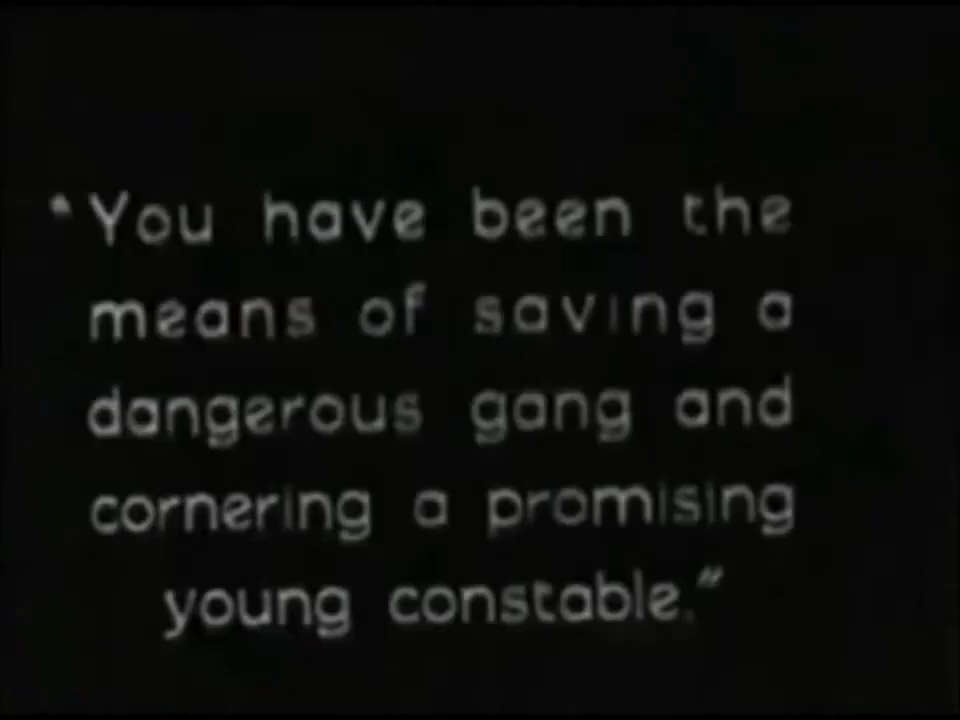 "You have been the
means of saving a
dangerous gang and
cornering a promising
young constable."